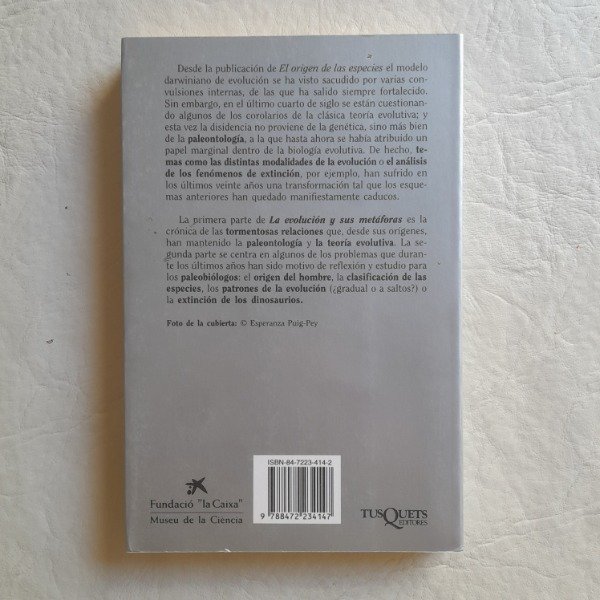 Desde la publicación de El origen de las especies el modelo
darwiniano de evolución se ha visto sacudido por varias con-
vulsiones internas, de las que ha salido siempre fortalecido.
Sin embargo, en el último cuarto de siglo se están cuestionan-
do algunos de los corolarios de la clásica teoría evolutiva; y
esta vez la disidencia no proviene de la genética, sino más bien
de la paleontología, a la que hasta ahora se había atribuido un
papel marginal dentro de la biología evolutiva. De hecho, te-
mas como las distintas modalidades de la evolución o el análisis
de los fenómenos de extinción, por ejemplo, han sufrido en
los últimos veinte años una transformación tal que los esque-
mas anteriores han quedado manifiestamente caducos.
La primera parte de La evolución y sus metáforas es la
crónica de las tormentosas relaciones que, desde sus orígenes,
han mantenido la paleontología y la teoría evolutiva. La se-
gunda parte se centra en algunos de los problemas que duran-
te los últimos años han sido motivo de reflexión y estudio para
los paleobiólogos: el origen del hombre, la clasificación de las
especies, los patrones de la evolución (¿gradual o a saltos?) o
la extinción de los dinosaurios.
Foto de la cubierta: © Esperanza Puig-Pey
ISBN-84-7223-414-2
9 788472 234147
Fundació "la Caixa"
Museu de la Ciència
TUSQUETS
EDITORES